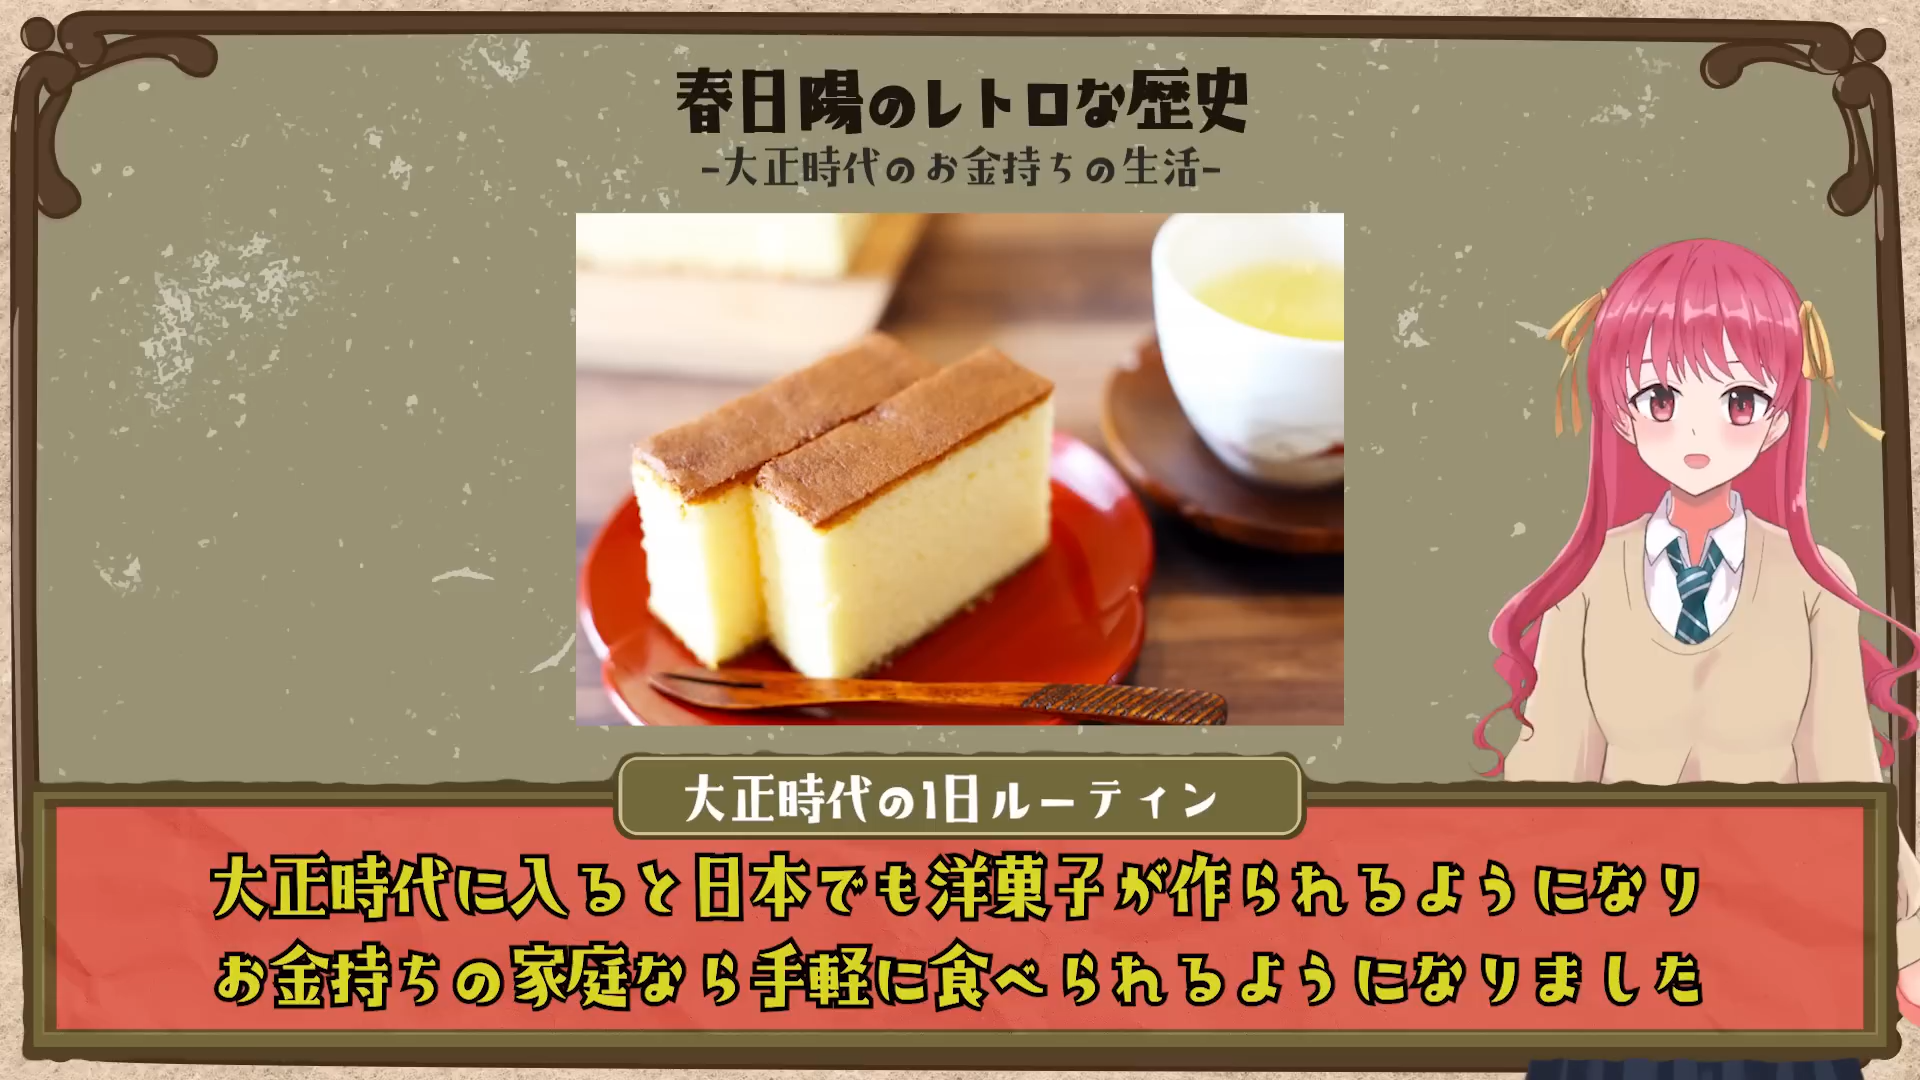 春日陽のレトロな歴史
-大正時代のお金持ちの生活-
大正時代の1日ルーティン
大正時代に入ると日本でも洋菓子が作られるようになり
お金持ちの家庭なら手軽に食べられるようになりました